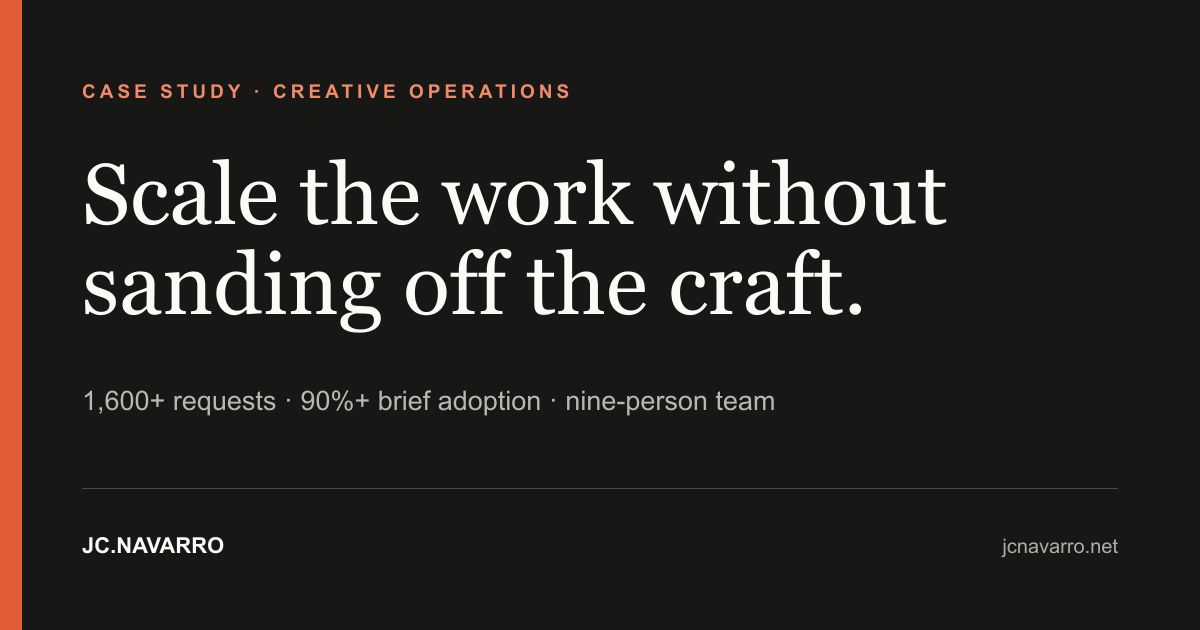 CASE STUDY · CREATIVE OPERATIONS
Scale the work without
sanding off the craft.
1,600+ requests · 90%+ brief adoption · nine-person team
JC.NAVARRO
jcnavarro.net